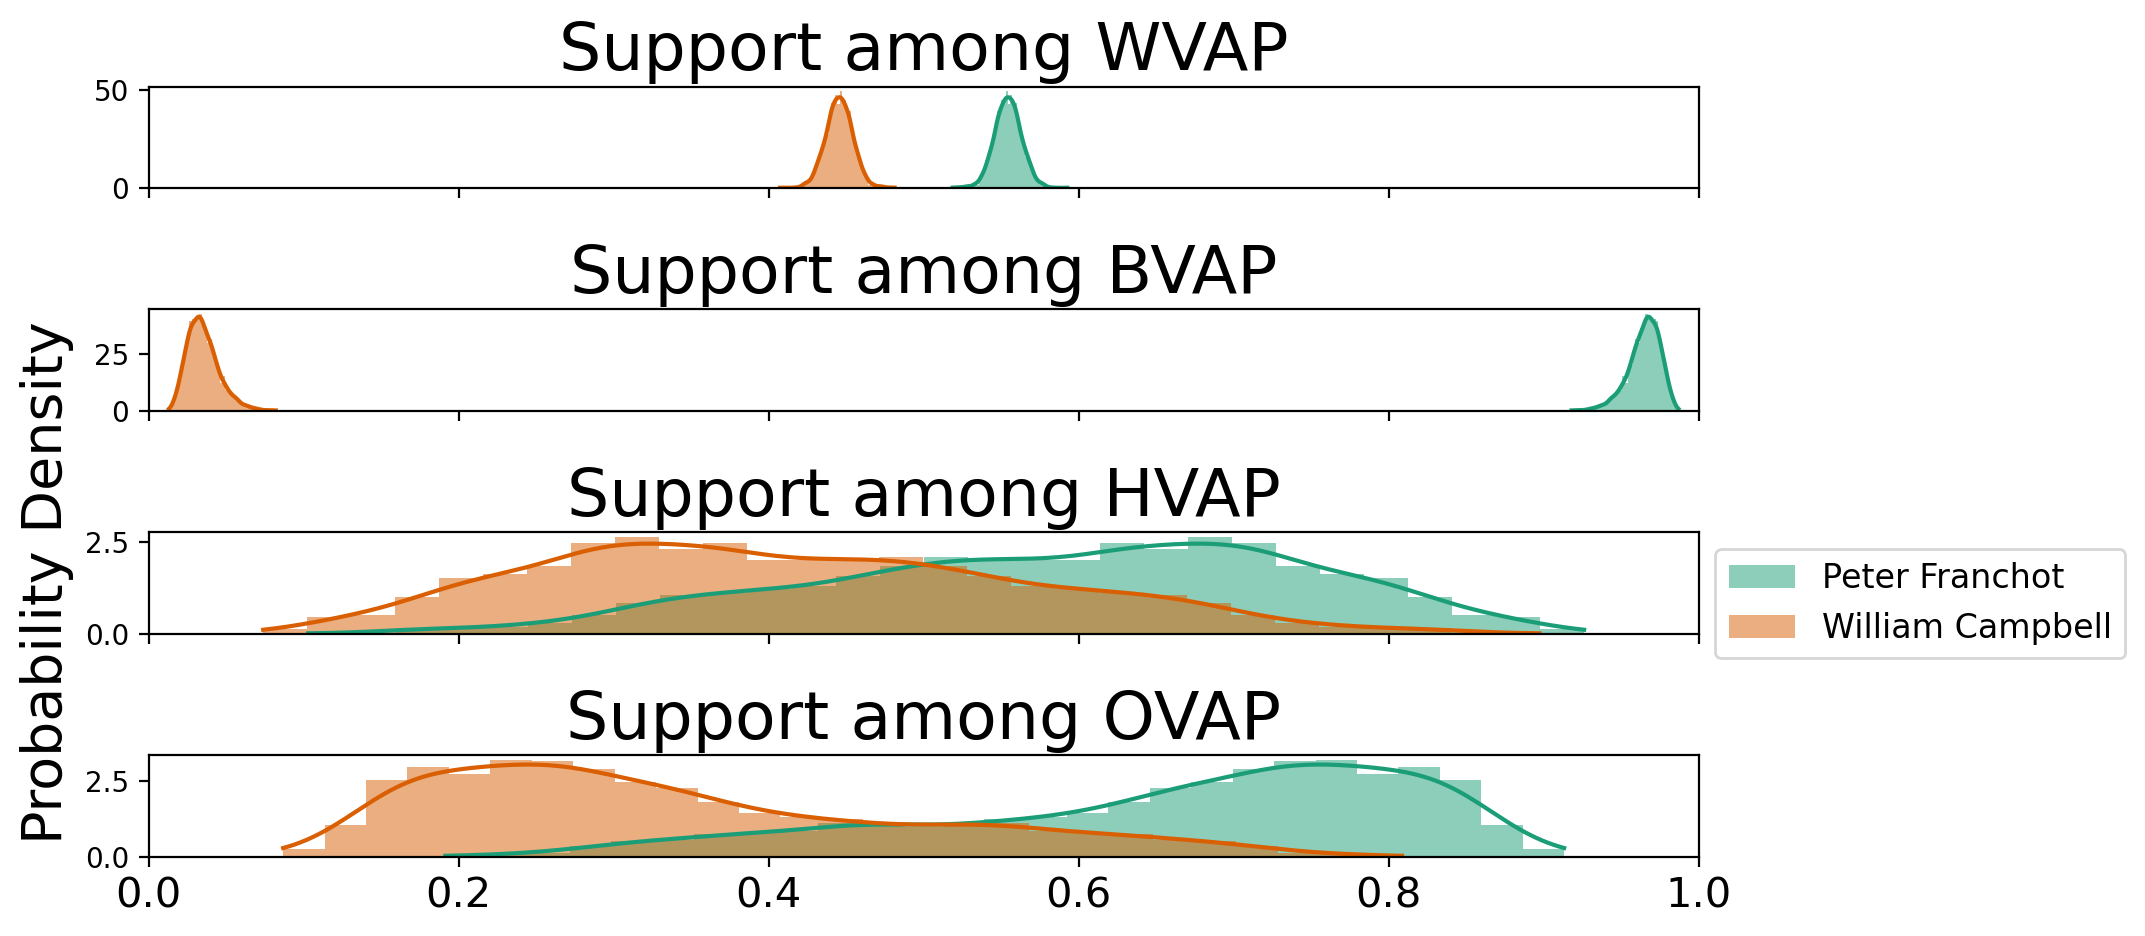 Support among WVAP
50
0
Support among BVAP
25
0
Support among HVAP
2.5
0.0
Support among OVAP
2.5
0.0
0.0 0.2 0.4 0.6 0.8 1.0
Probability Density
Peter Franchot
William Campbell